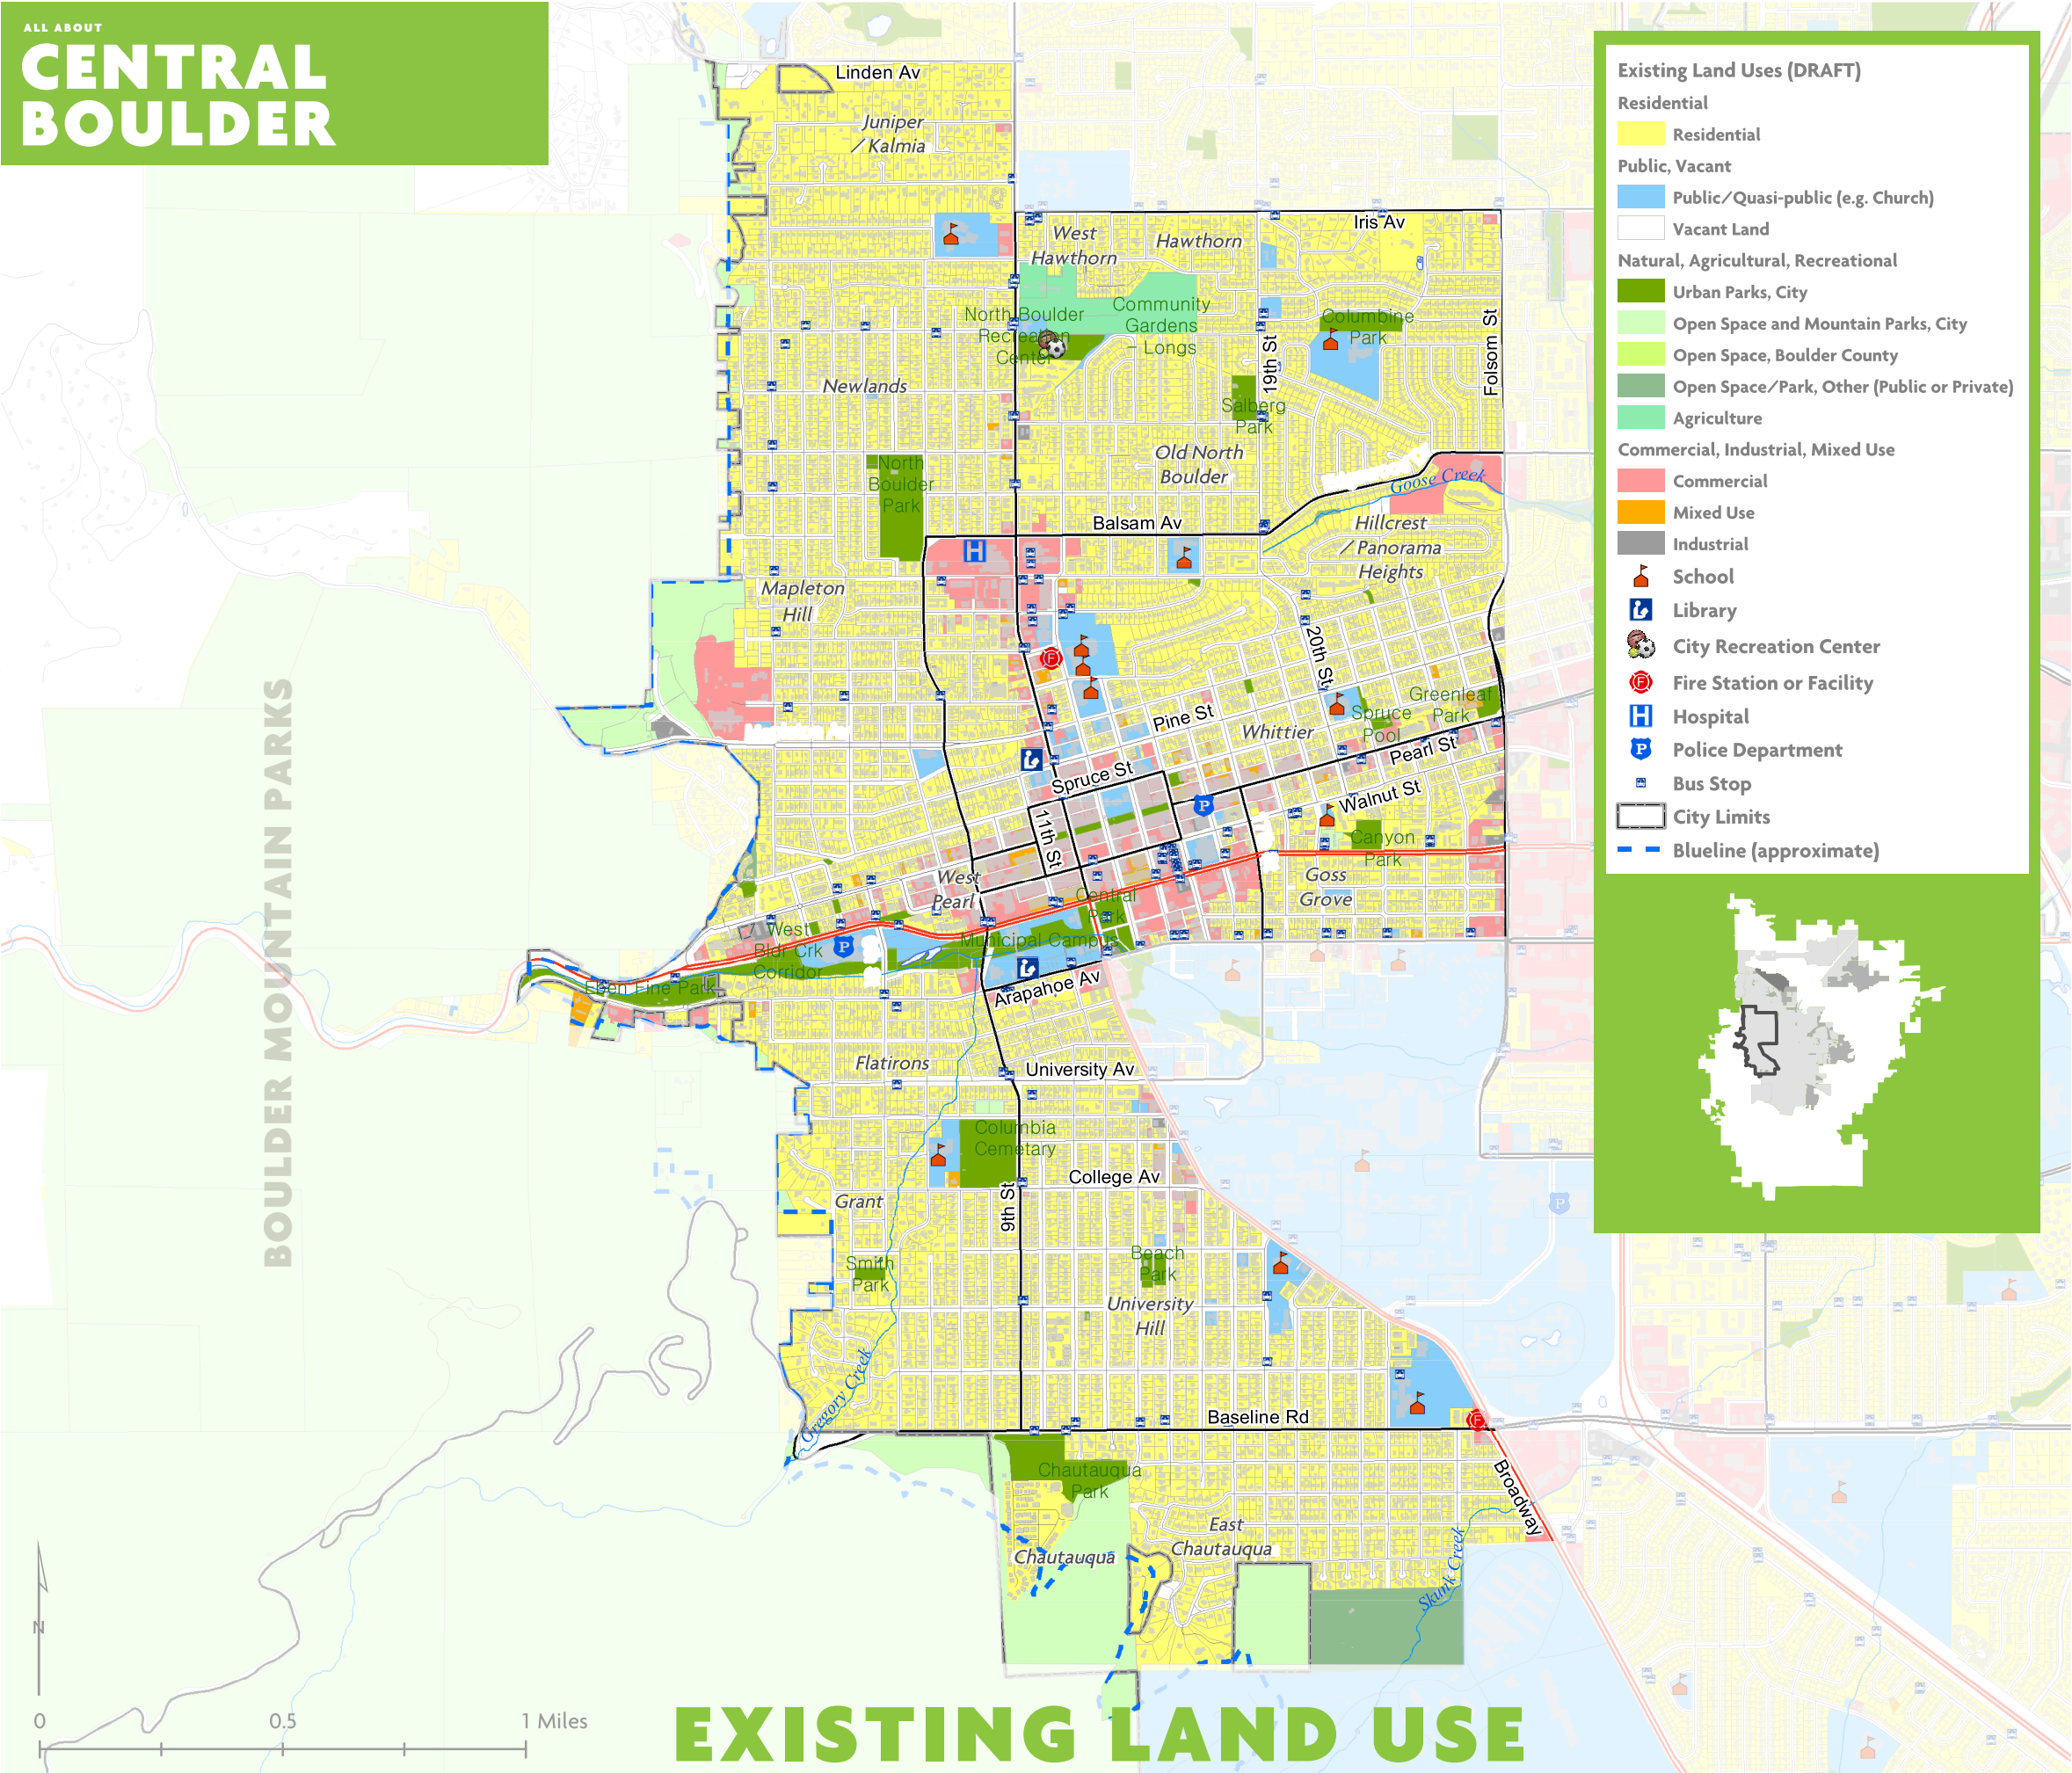 ALL ABOUT
CENTRAL
BOULDER
Existing Land Uses (DRAFT)
Residential
Residential
Public, Vacant
Public/Quasi-public (e.g. Church)
Vacant Land
Natural, Agricultural, Recreational
Urban Parks, City
Open Space and Mountain Parks, City
Open Space, Boulder County
Open Space/Park, Other (Public or Private)
Agriculture
Commercial, Industrial, Mixed Use
Commercial
Mixed Use
Industrial
School
Library
City Recreation Center
F Fire Station or Facility
H Hospital
P Police Department
Bus Stop
City Limits
Blueline (approximate)
Linden Av
Juniper
/ Kalmia
Iris Av
West
Hawthorn
Hawthorn
North Boulder
Recreation
Center
Community
Gardens
– Longs
Columbine
Park
19th St
Folsom St
Newlands
Salberg
Park
Old North
Boulder
North
Boulder
Park
Goose Creek
Balsam Av
H
Hillcrest
/ Panorama
Heights
Mapleton
Hill
20th St
F
Pine St
Whittier
Greenleaf
Park
Spruce
Pool
Pearl St
Spruce St
Walnut St
P
11th St
Canyon
Park
West
Pearl
Goss
Grove
Central
Park
West
Bldr Crk
Corridor
P
Municipal Campus
Eben Fine Park
Arapahoe Av
Flatirons
University Av
Columbia
Cemetary
College Av
9th St
Grant
P
Smith
Park
Beach
Park
University
Hill
Gregory Creek
Baseline Rd
F
Chautauqua
Park
Broadway
East
Chautauqua
Chautauqua
Skunk Creek
BOULDER MOUNTAIN PARKS
N
0 0.5 1 Miles
EXISTING LAND USE